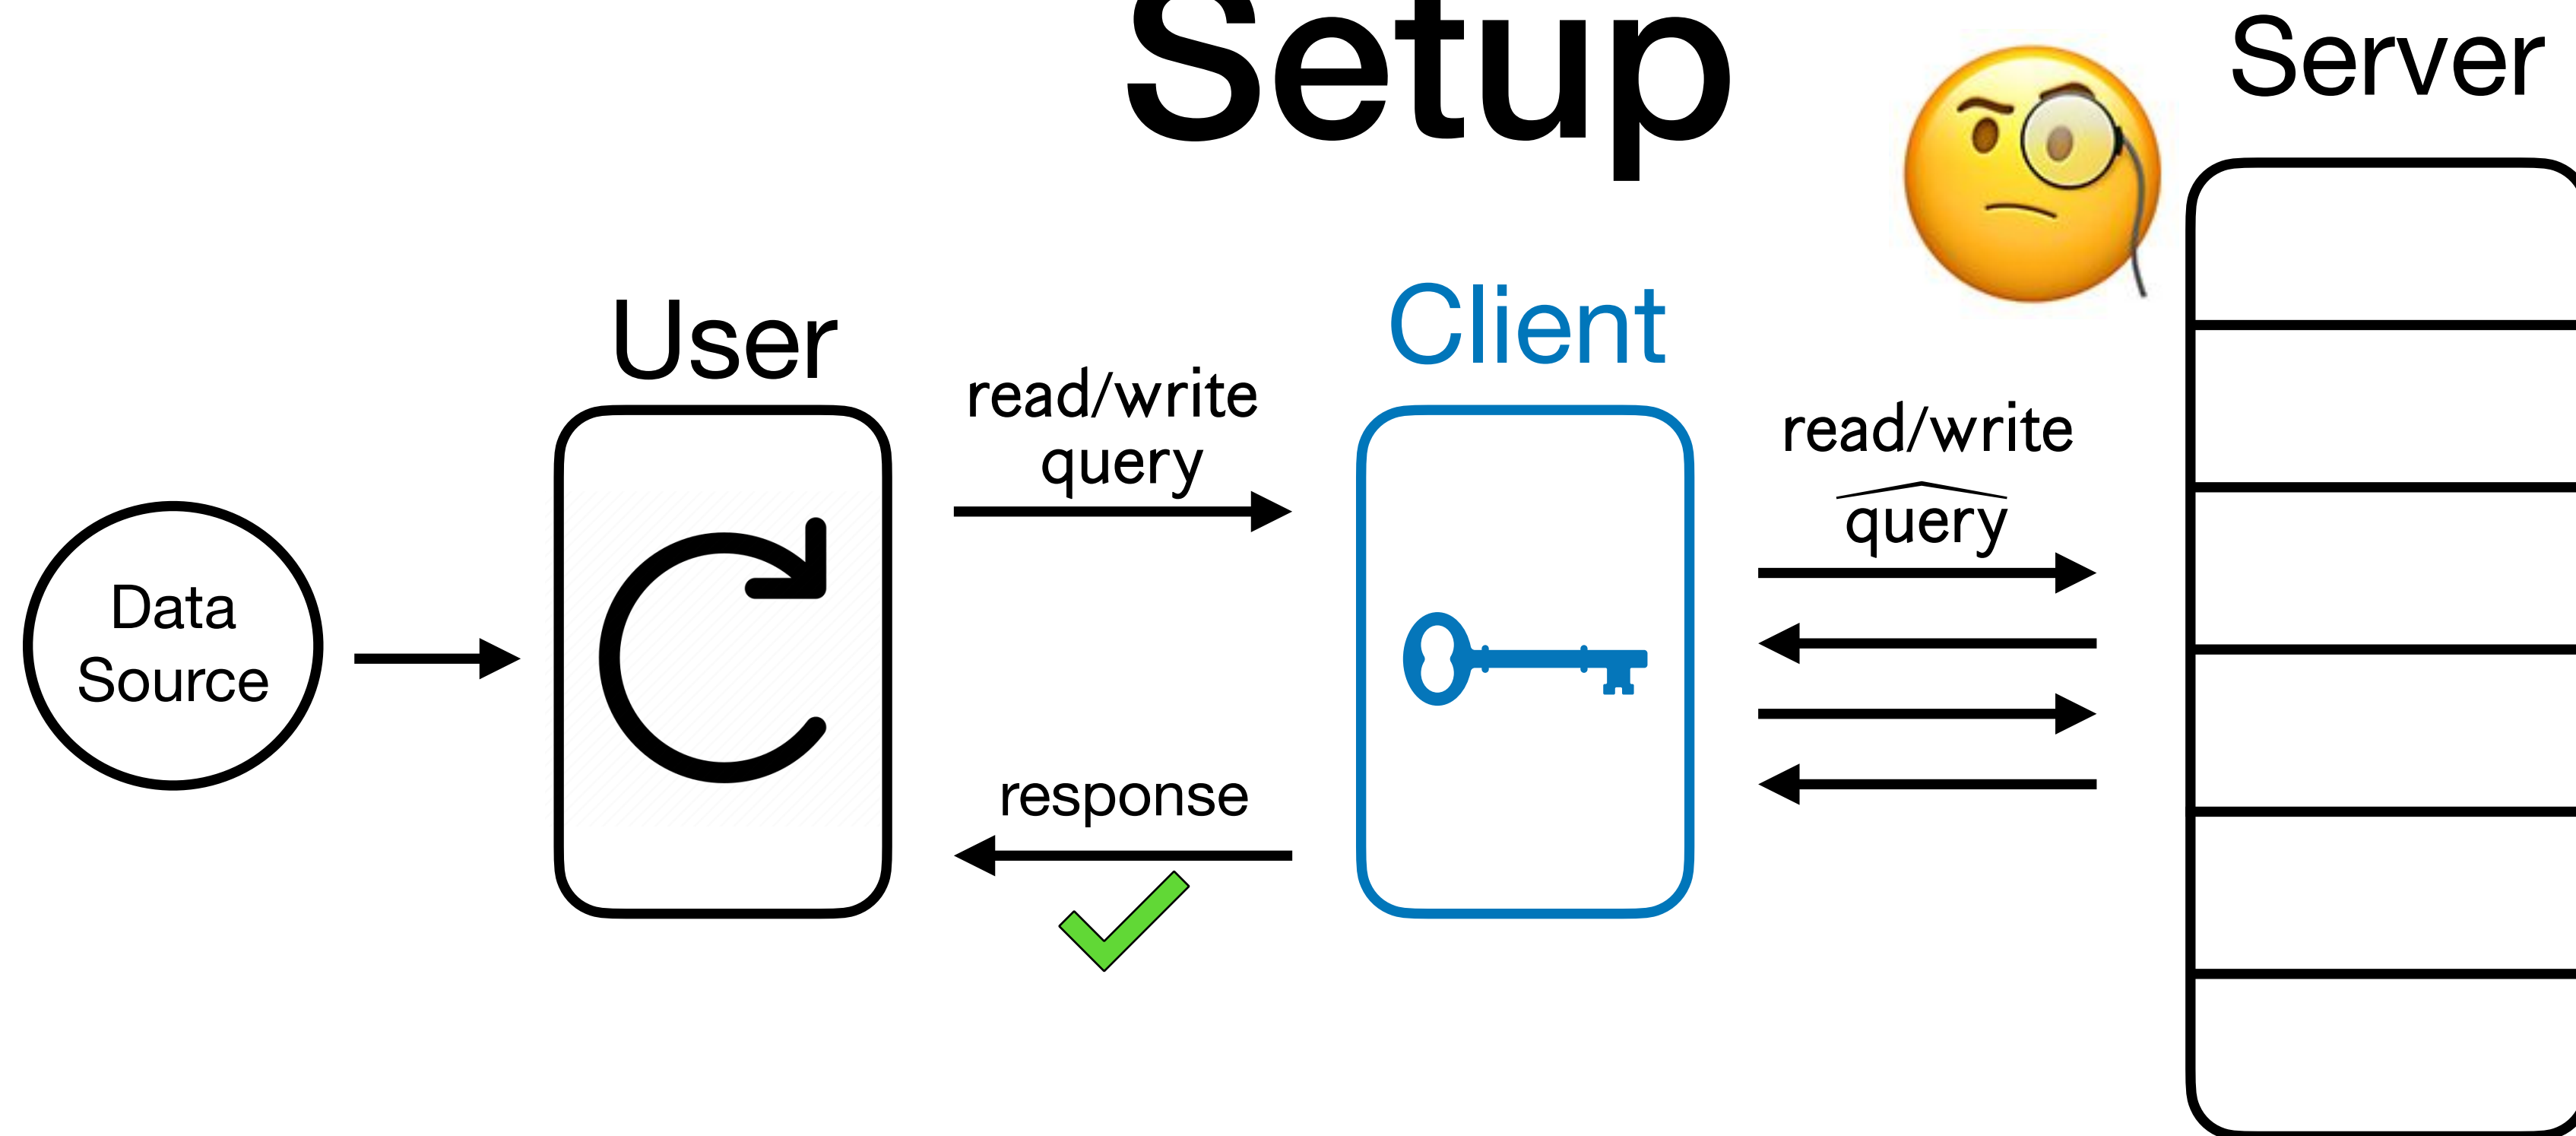 Setup
Server
User
Client
read/write
query
read/write
query
Data
Source
response